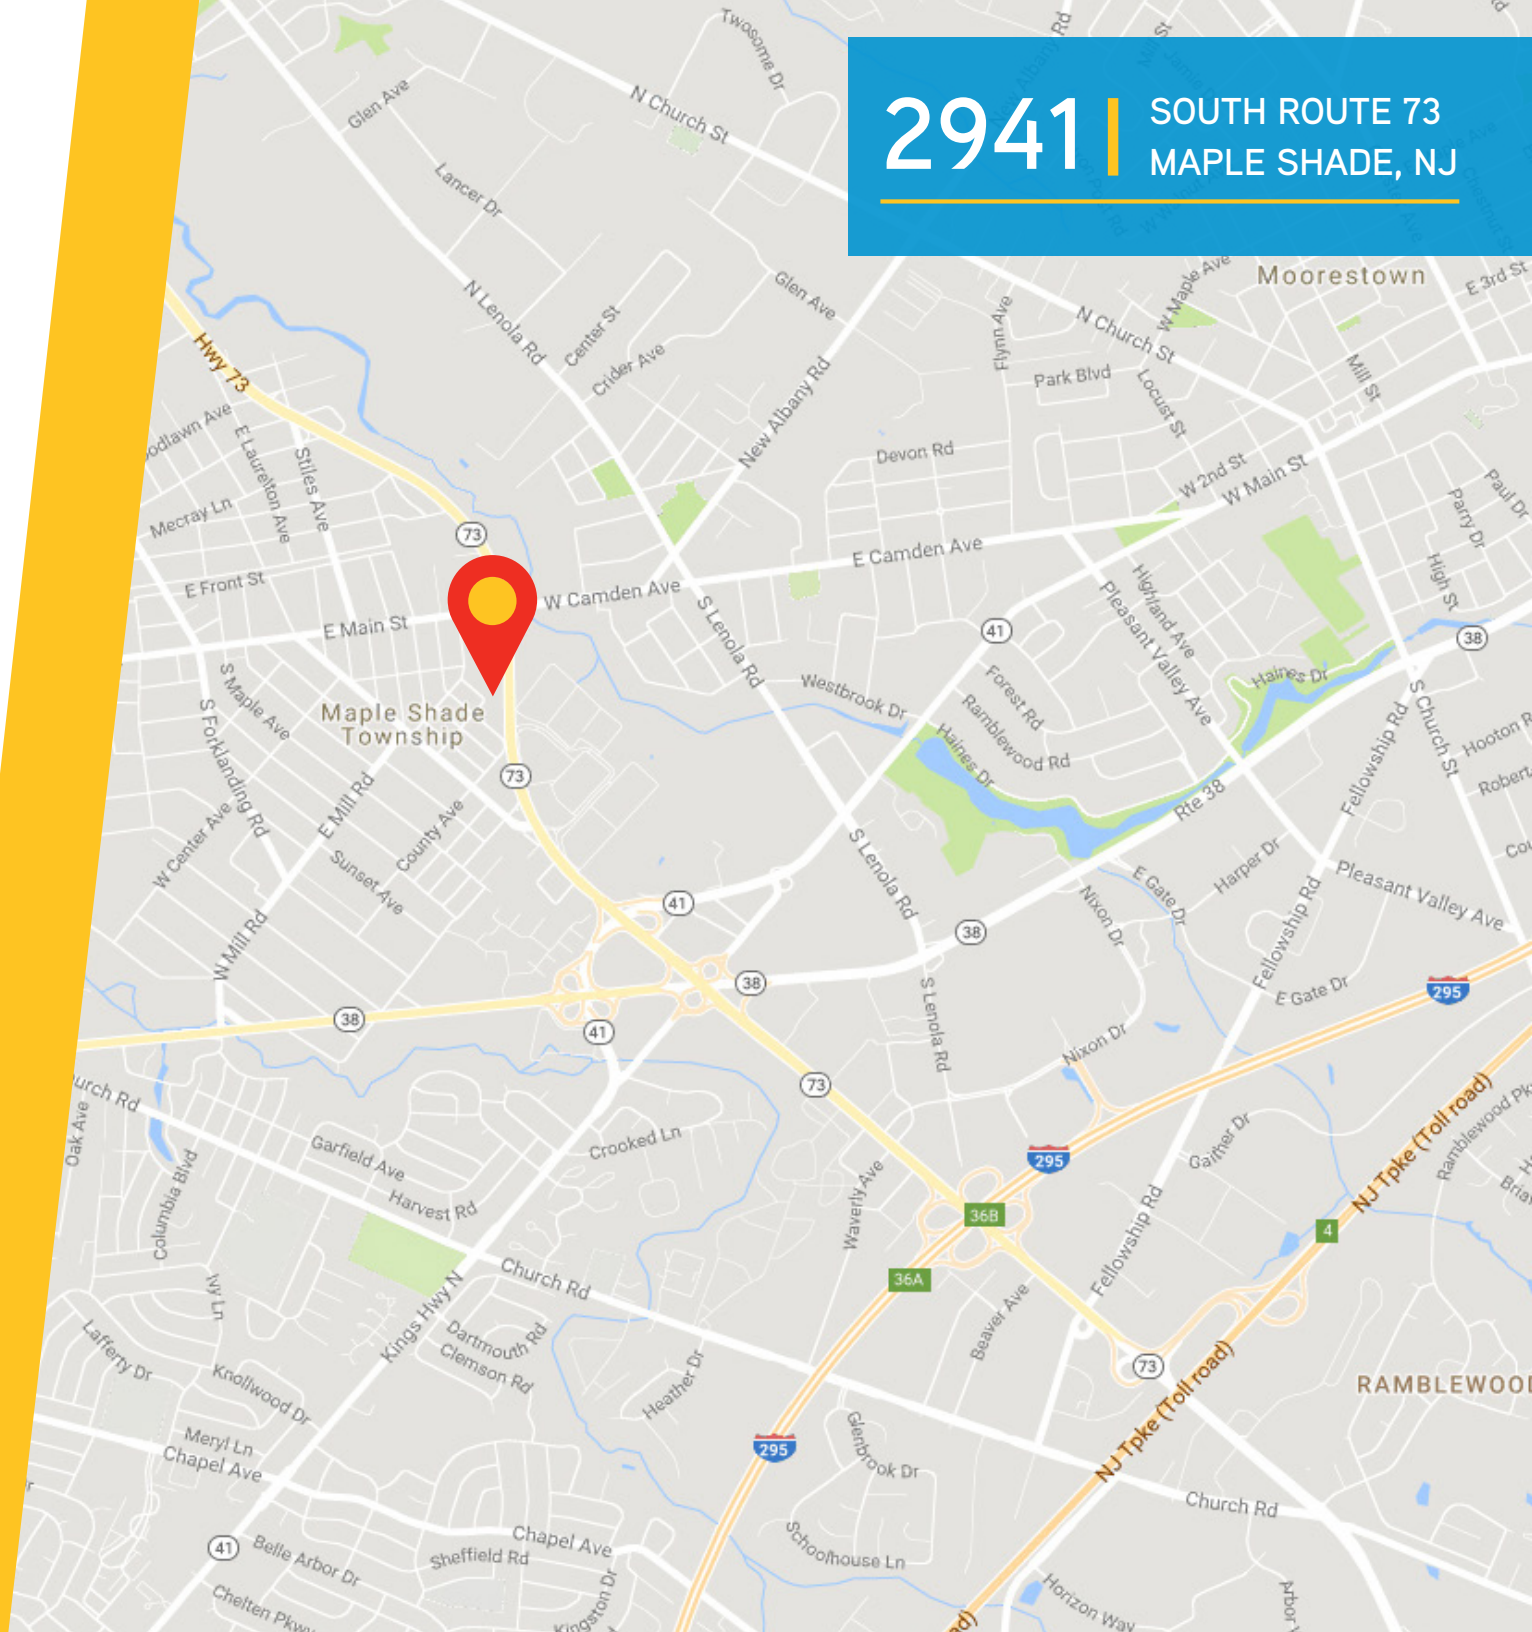 2941
SOUTH ROUTE 73
MAPLE SHADE, NJ
Twosome Dr
N Church St
Glen Ave
Lancer Dr
N Lenola Rd
Center St
Crider Ave
Glen Ave
New Albany Rd
Flynn Ave
W Maple Ave
Moorestown
E 3rd St
N Church St
Park Blvd
Locust St
Mill St
Hwy 73
E Laurelton Ave
Stiles Ave
Mecray Ln
Devon Rd
W 2nd St
W Main St
Paul Dr
Parry Dr
High St
73
E Front St
E Main St
W Camden Ave
E Camden Ave
Highland Ave
Pleasant Valley Ave
S Lenola Rd
41
38
Haines Dr
Westbrook Dr
Forest Rd
Ramblewood Rd
Haines Dr
S Maple Ave
S Forklanding Rd
Maple Shade
Township
73
S Church St
Fellowship Rd
Rte 38
W Center Ave
E Mill Rd
County Ave
Sunset Ave
S Lenola Rd
Harper Dr
E Gate Dr
Nixon Dr
Pleasant Valley Ave
W Mill Rd
41
38
Fellowship Rd
E Gate Dr
295
38
38
41
S Lenola Rd
Nixon Dr
73
Oak Ave
Columbia Blvd
Garfield Ave
Harvest Rd
Crooked Ln
Waverly Ave
295
Gaither Dr
NJ Tpke (Toll road)
36B
36A
4
Fellowship Rd
Church Rd
Ivy Ln
Kings Hwy N
Dartmouth Rd
Clemson Rd
Heather Dr
Beaver Ave
73
NJ Tpke (Toll road)
Lafferty Dr
Knollwood Dr
Meryl Ln
Chapel Ave
295
Glenbrook Dr
Church Rd
41
Belle Arbor Dr
Chapel Ave
Sheffield Rd
Schoolhouse Ln
Kingston Dr
Horizon Way